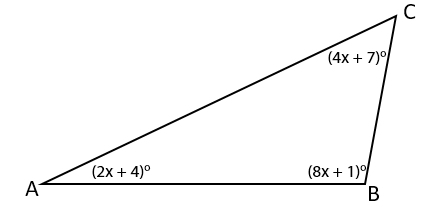 C
(4x + 7)º
(2x + 4)º
(8x + 1)º
A
B